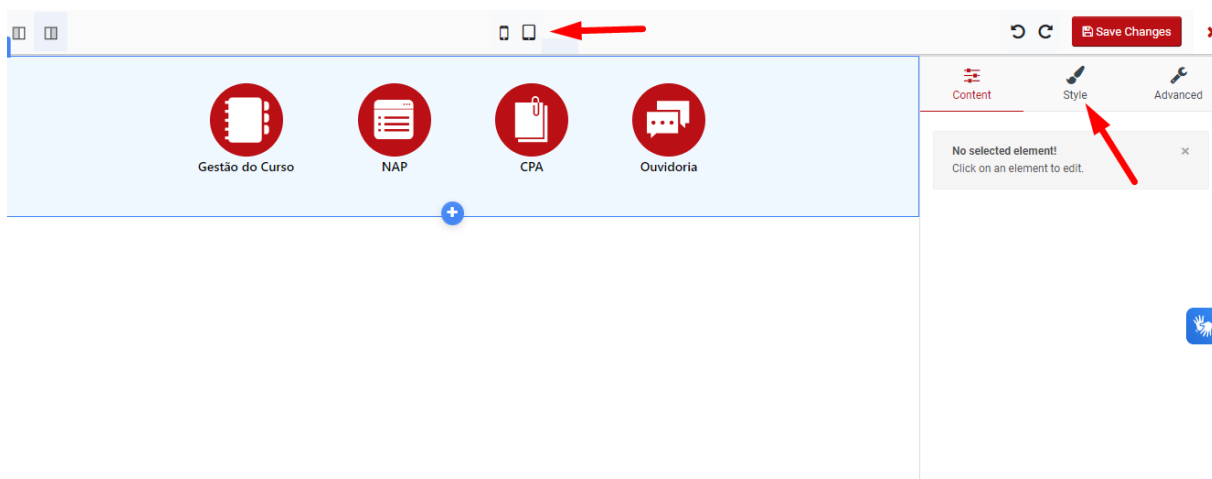 Save Changes
Content
Style
Advanced
No selected element!
Click on an element to edit.
Gestão do Curso
NAP
CPA
Ouvidoria